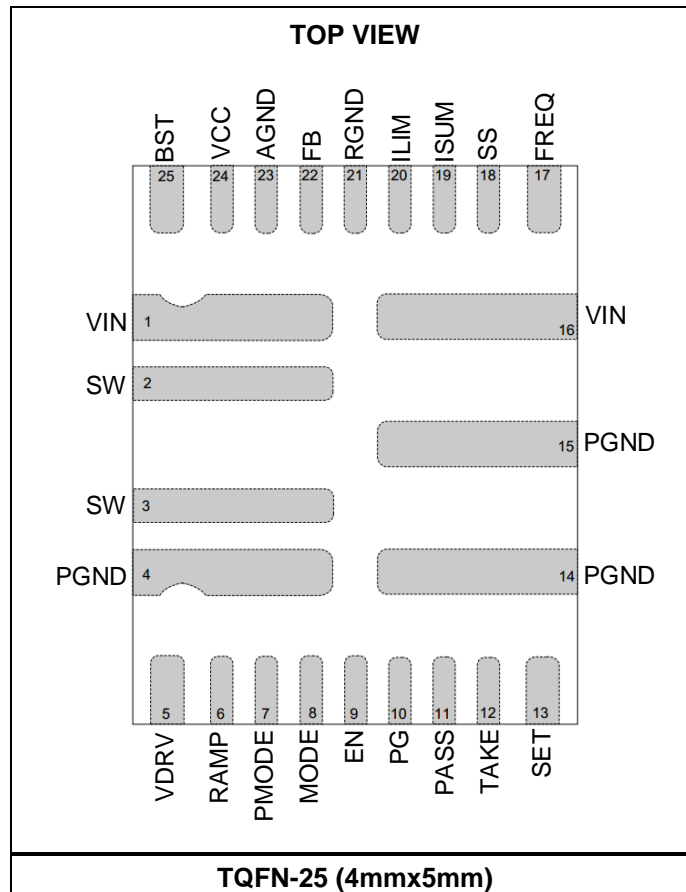 TOP VIEW
BST
VCC
AGND
FB
RGND
ILIM
ISUM
SS
FREQ
25
24
23
22
21
20
19
18
17
VIN
1
16
VIN
SW
2
15
PGND
SW
3
PGND
4
14
PGND
5
6
7
8
9
10
11
12
13
VDRV
RAMP
PMODE
MODE
EN
PG
PASS
TAKE
SET
TQFN-25 (4mmx5mm)